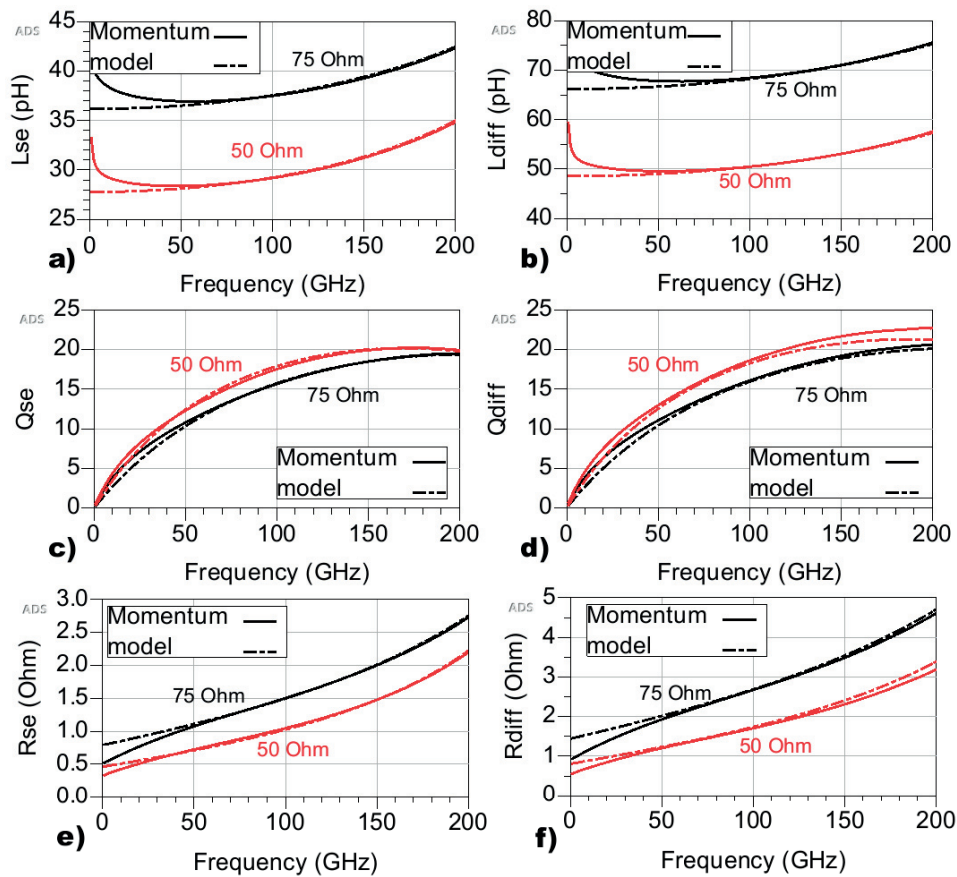 ADS
Lse (pH)
45
40
35
30
25
Momentum
model
75 Ohm
50 Ohm
0 50 100 150 200
a)
Frequency (GHz)
ADS
Ldiff (pH)
80
70
60
50
40
Momentum
model
75 Ohm
50 Ohm
0 50 100 150 200
b)
Frequency (GHz)
ADS
Qse
25
20
15
10
5
0
50 Ohm
75 Ohm
Momentum
model
0 50 100 150 200
c)
Frequency (GHz)
ADS
Qdiff
25
20
15
10
5
0
50 Ohm
75 Ohm
Momentum
model
0 50 100 150 200
d)
Frequency (GHz)
ADS
Rse (Ohm)
3.0
2.5
2.0
1.5
1.0
0.5
0.0
Momentum
model
75 Ohm
50 Ohm
0 50 100 150 200
e)
Frequency (GHz)
ADS
Rdiff (Ohm)
5
4
3
2
1
0
Momentum
model
75 Ohm
50 Ohm
0 50 100 150 200
f)
Frequency (GHz)